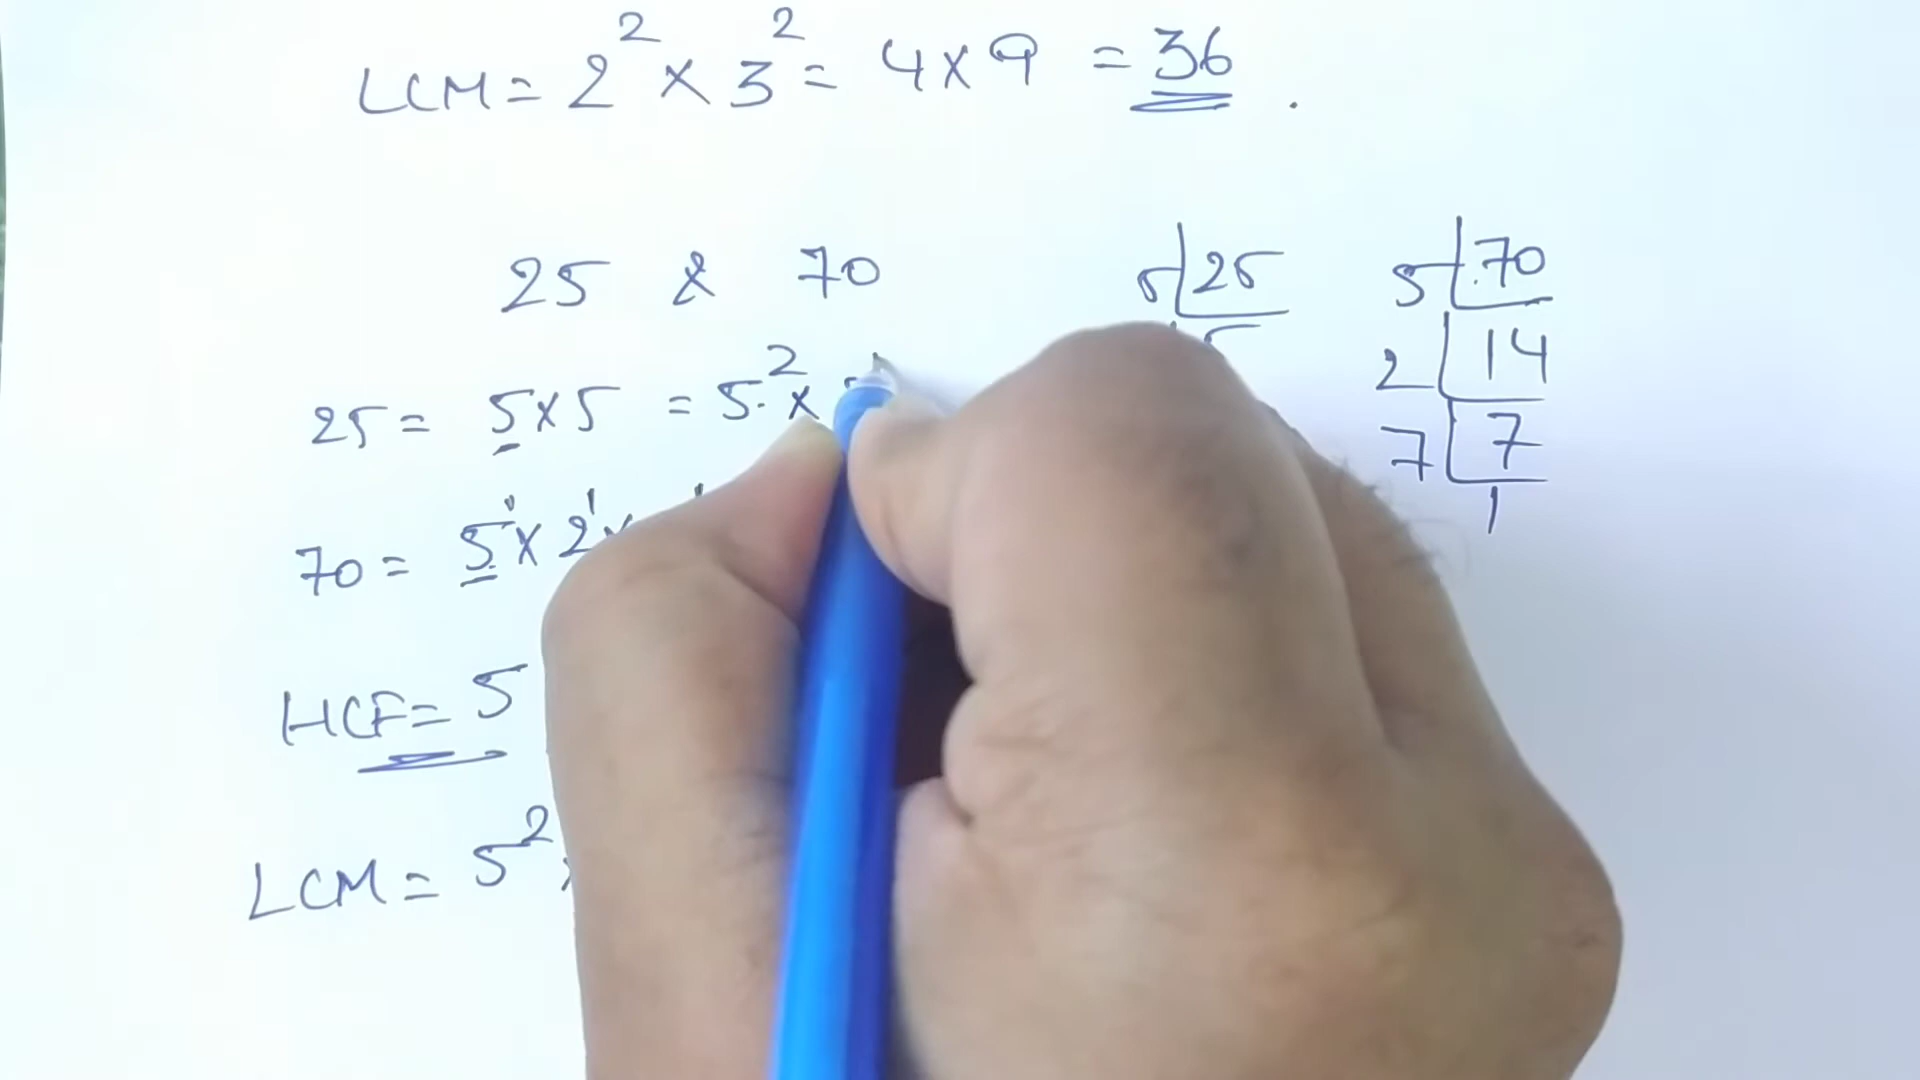 LCM = 2² × 3² = 4 × 9 = 36 .
25 & 70
5 25
5 70
2 14
7 7
1
25 = 5 × 5 = 5² ×
70 = 5¹ × 2¹ ×
HCF = 5
LCM = 5²